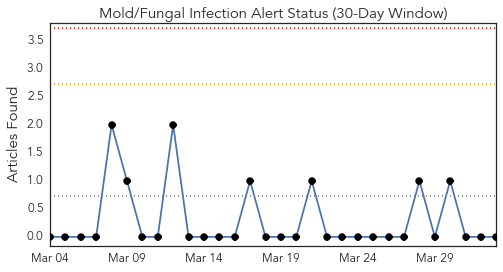 Mold/Fungal Infection Alert Status (30-Day Window)
Articles Found
3.5
3.0
2.5
2.0
1.5
1.0
0.5
0.0
Mar 04 Mar 09 Mar 14 Mar 19 Mar 24 Mar 29